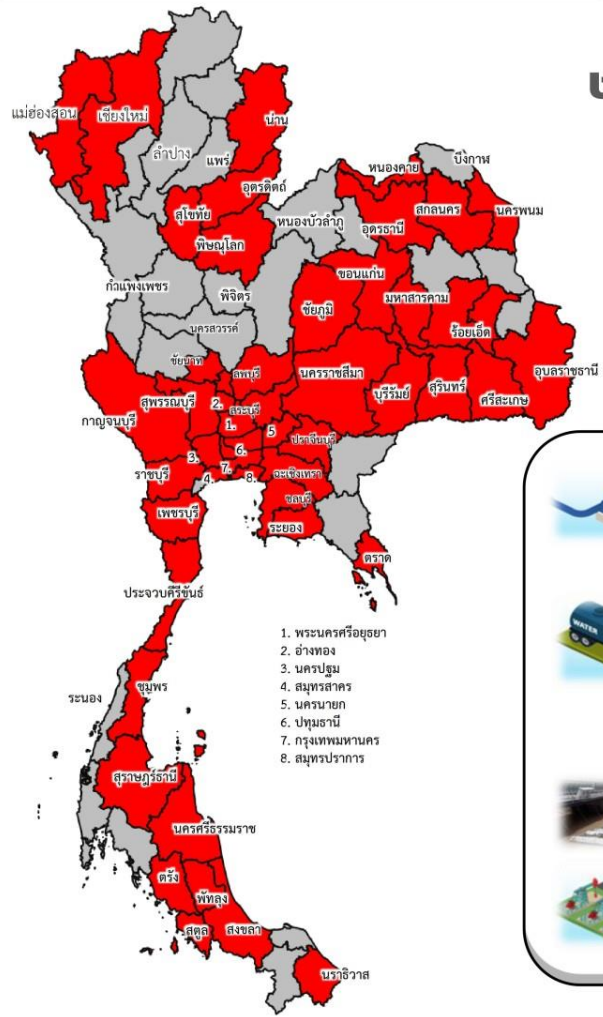 แม่ฮ่องสอน
เชียงใหม่
น่าน
ลำปาง
แพร่
อุตรดิตถ์
สุโขทัย
พิษณุโลก
หนองบัวลำภู
หนองคาย
บึงกาฬ
อุดรธานี
สกลนคร
นครพนม
กำแพงเพชร
พิจิตร
ขอนแก่น
ชัยภูมิ
มหาสารคาม
ร้อยเอ็ด
นครสวรรค์
ชัยนาท
ลพบุรี
นครราชสีมา
บุรีรัมย์
สุรินทร์
ศรีสะเกษ
อุบลราชธานี
กาญจนบุรี
สุพรรณบุรี
2.
สระบุรี
1.
5
ปราจีนบุรี
3.
6.
ราชบุรี
4.
7.
8.
ฉะเชิงเทรา
ชลบุรี
เพชรบุรี
ระยอง
ตราด
ประจวบคีรีขันธ์
1. พระนครศรีอยุธยา
2. อ่างทอง
3. นครปฐม
4. สมุทรสาคร
5. นครนายก
6. ปทุมธานี
7. กรุงเทพมหานคร
8. สมุทรปราการ
ระนอง
ชุมพร
สุราษฎร์ธานี
นครศรีธรรมราช
ตรัง
พัทลุง
สตูล
สงขลา
นราธิวาส
WATER